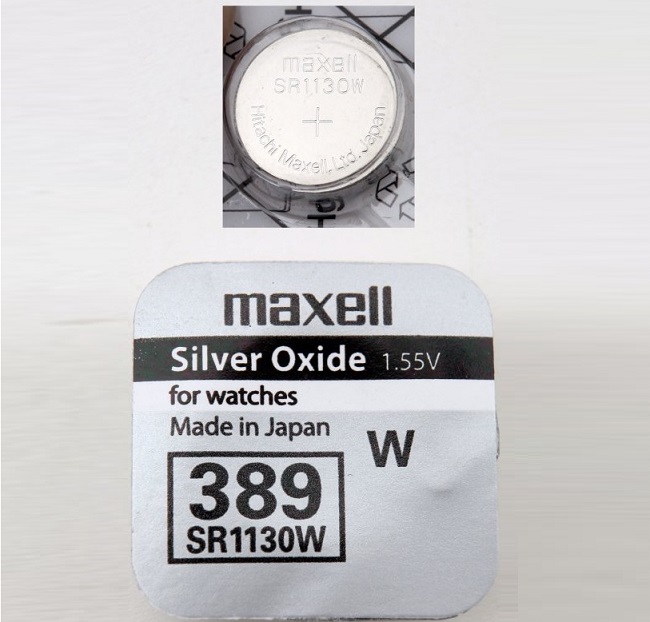 maxell
SR1130W
+
Hitachi Maxell, Ltd. Japan
maxell
Silver Oxide 1.55V
for watches
Made in Japan
W
389
SR1130W